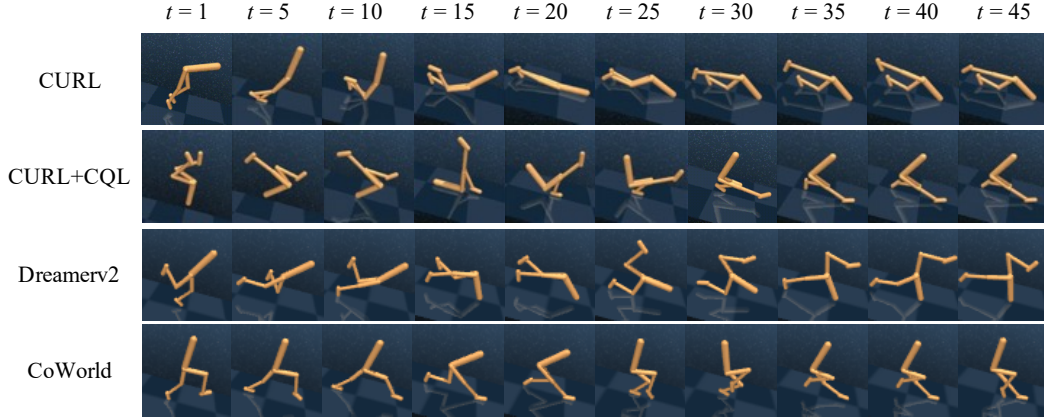 t = 1 t = 5 t = 10 t = 15 t = 20 t = 25 t = 30 t = 35 t = 40 t = 45
CURL
CURL+CQL
Dreamerv2
CoWorld